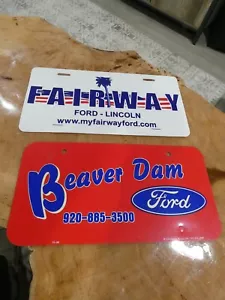 FAIRWAY
FORD - LINCOLN
www.myfairwayford.com
Beaver Dam
Ford
920-885-3500